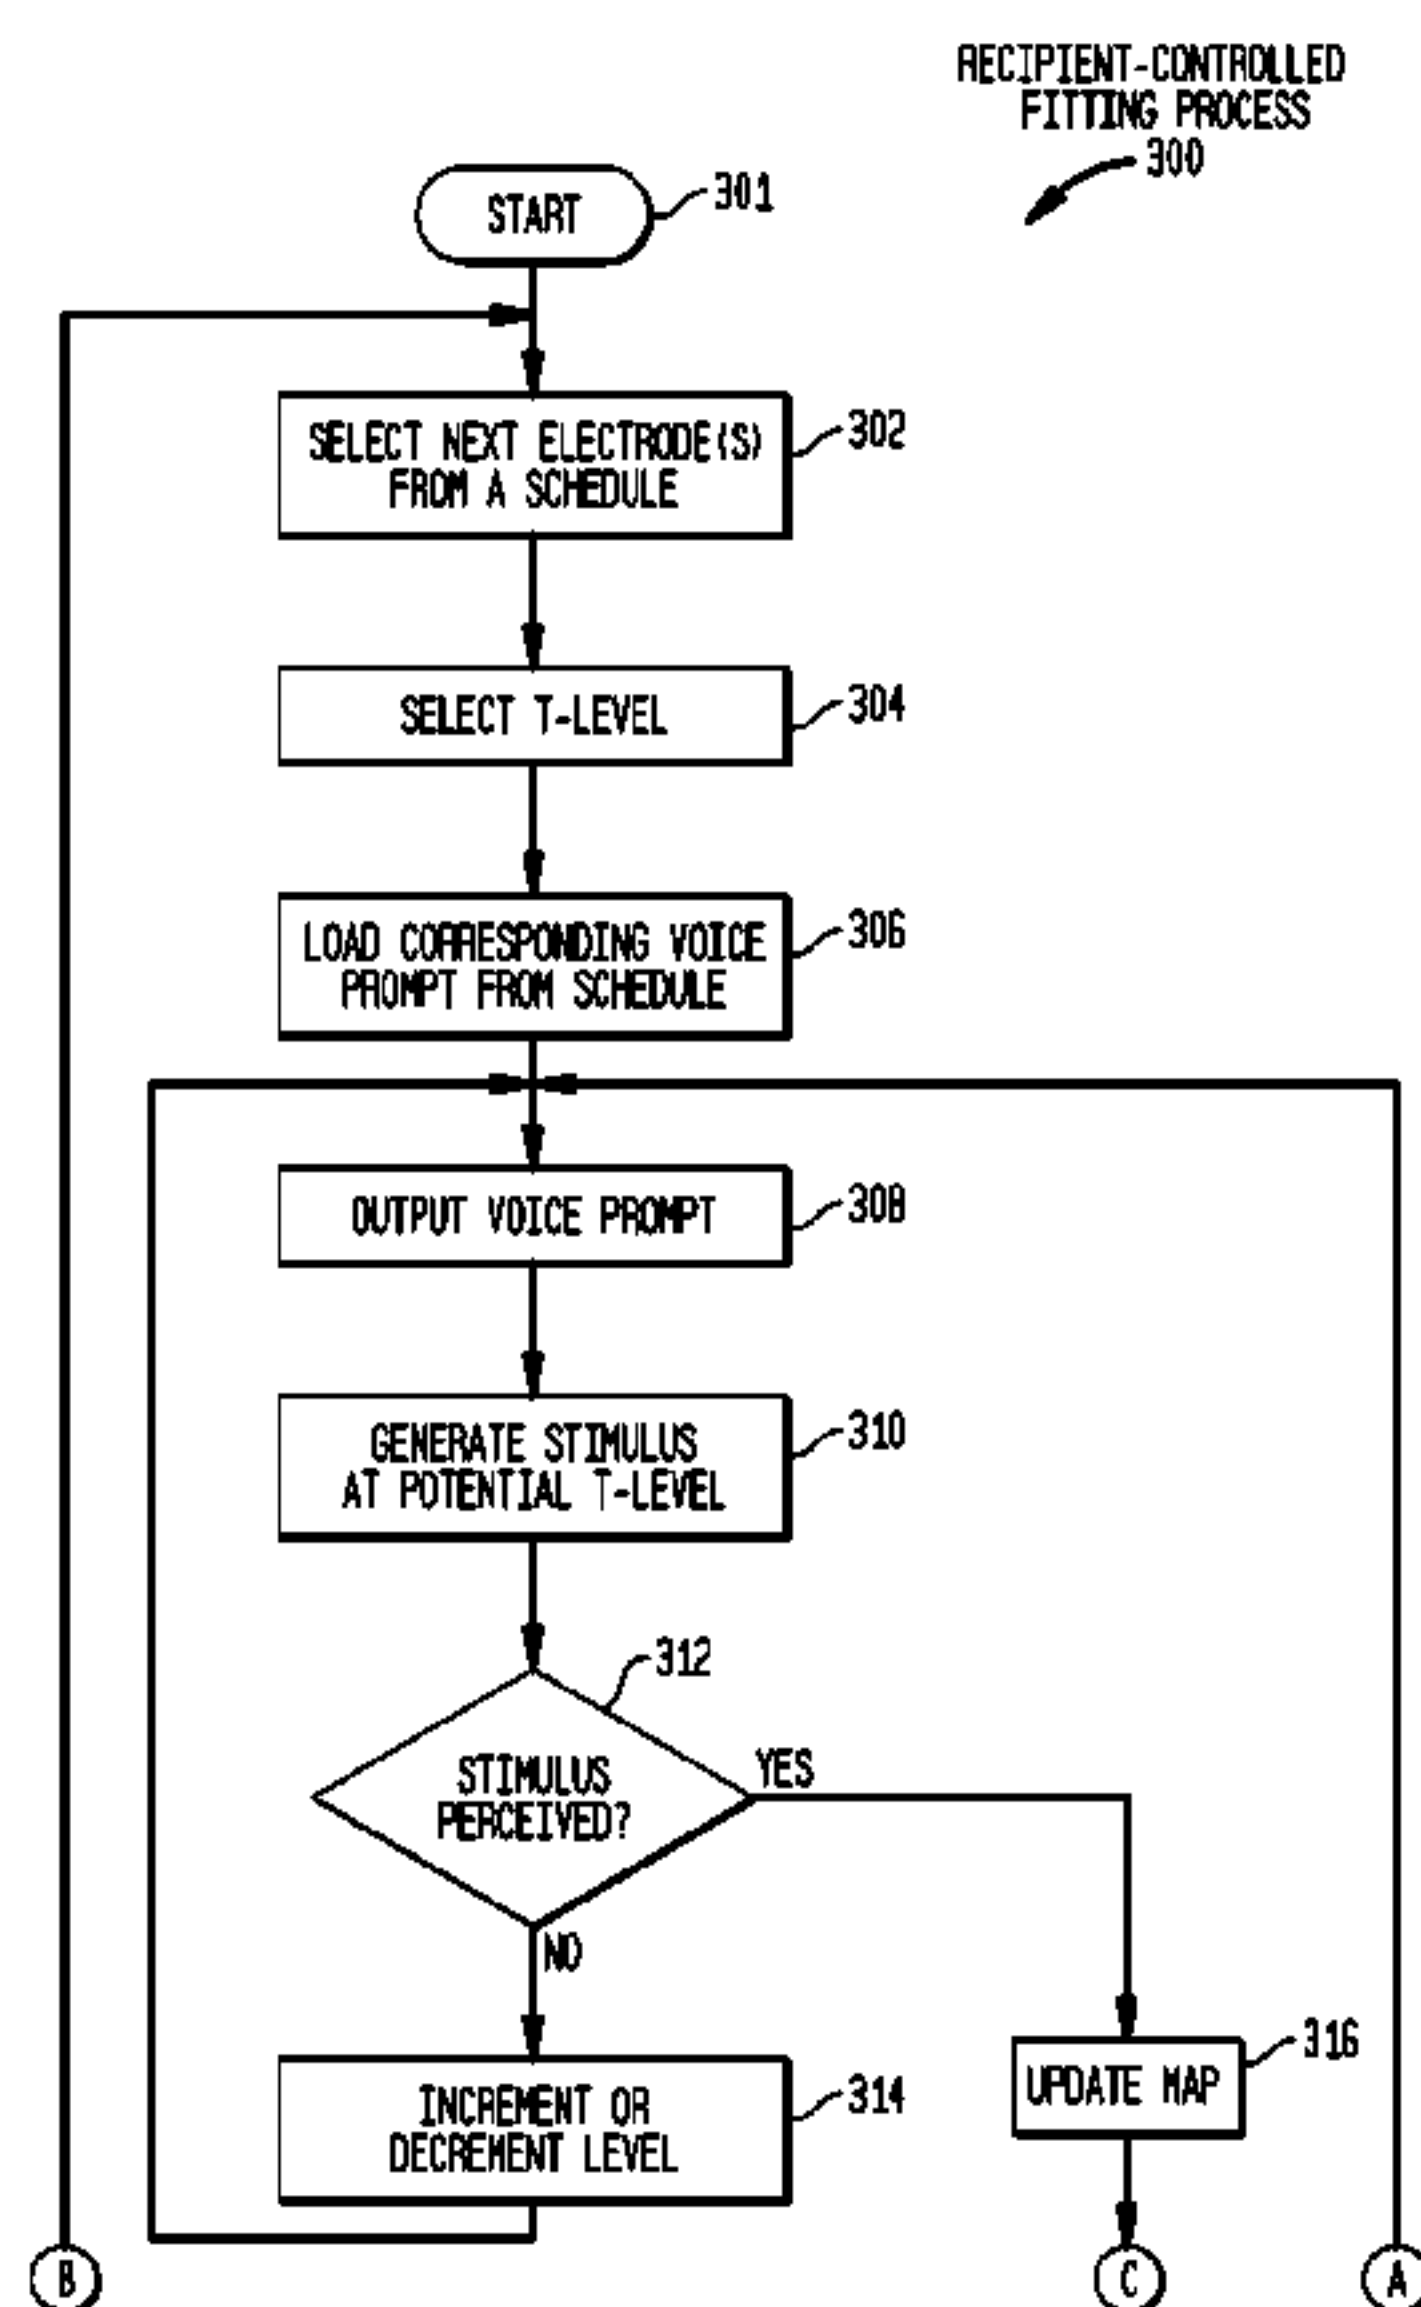 RECIPIENT-CONTROLLED
FITTING PROCESS
300
START
301
SELECT NEXT ELECTRODE(S)
FROM A SCHEDULE
302
SELECT T-LEVEL
304
LOAD CORRESPONDING VOICE
PROMPT FROM SCHEDULE
306
OUTPUT VOICE PROMPT
308
GENERATE STIMULUS
AT POTENTIAL T-LEVEL
310
312
STIMULUS
PERCEIVED?
YES
NO
INCREMENT OR
DECREMENT LEVEL
314
UPDATE MAP
316
B
C
A